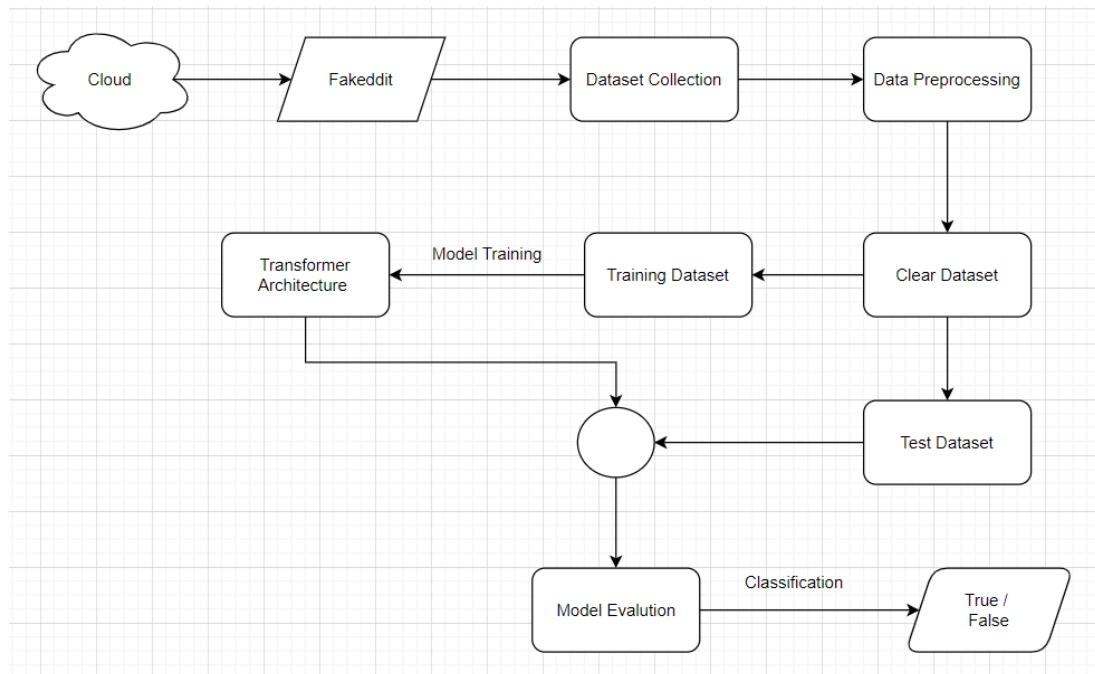 Cloud
Fakeddit
Dataset Collection
Data Preprocessing
Transformer
Architecture
Model Training
Training Dataset
Clear Dataset
Test Dataset
Model Evalution
Classification
True /
False